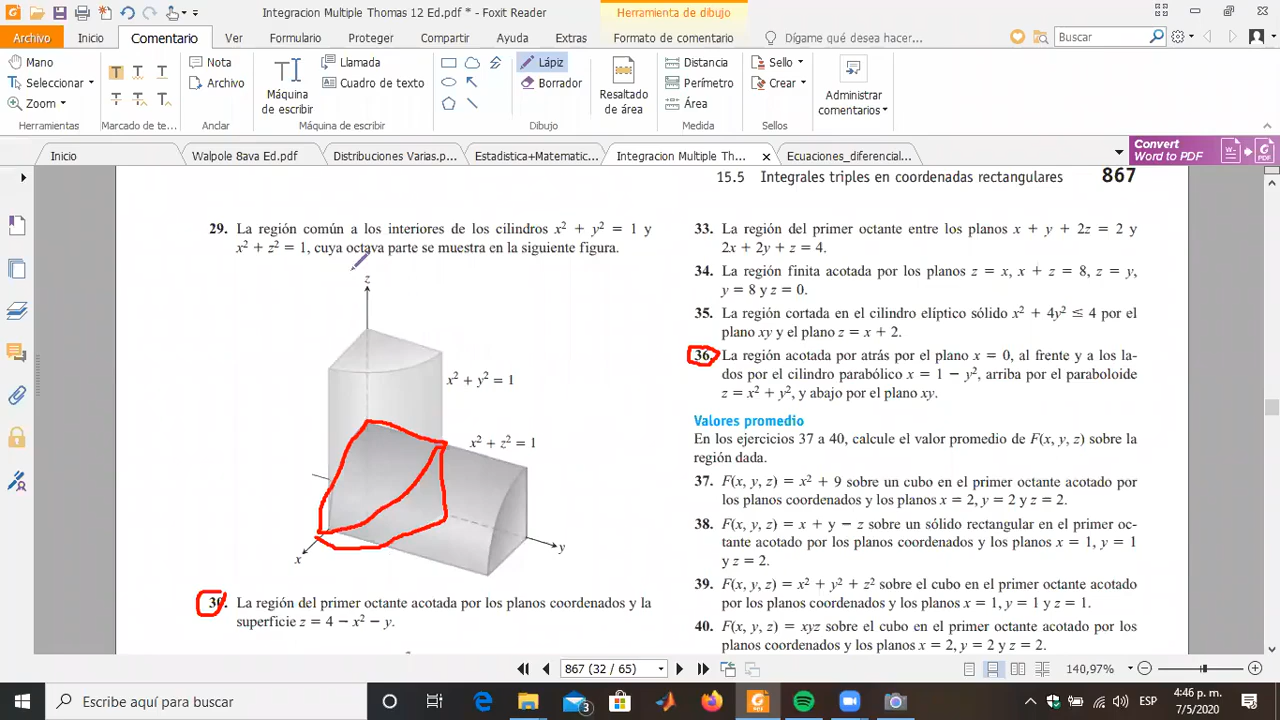 Integracion Multiple Thomas 12 Ed.pdf * - Foxit Reader
Herramienta de dibujo
Archivo
Inicio
Comentario
Ver
Formulario
Proteger
Compartir
Ayuda
Extras
Formato de comentario
Dígame qué hacer...
Buscar
Mano
Seleccionar
Zoom
Herramientas
Marcado de te...
Nota
Archivo
Anclar
Máquina de escribir
Llamada
Cuadro de texto
Máquina de escribir
Lápiz
Borrador
Dibujo
Resaltado de área
Distancia
Perímetro
Área
Medida
Sello
Crear
Sellos
Administrar comentarios
Inicio
Walpole 8ava Ed.pdf
Distribuciones Varias.p...
Estadistica+Matematic...
Integracion Multiple Th...
Ecuaciones_diferencial...
Convert
Word to PDF
15.5 Integrales triples en coordenadas rectangulares 867
29. La región común a los interiores de los cilindros x² + y² = 1 y
x² + z² = 1, cuya octava parte se muestra en la siguiente figura.
z
x² + y² = 1
x² + z² = 1
y
x
30. La región del primer octante acotada por los planos coordenados y la
superficie z = 4 − x² − y.
33. La región del primer octante entre los planos x + y + 2z = 2 y
2x + 2y + z = 4.
34. La región finita acotada por los planos z = x, x + z = 8, z = y,
y = 8 y z = 0.
35. La región cortada en el cilindro elíptico sólido x² + 4y² ≤ 4 por el
plano xy y el plano z = x + 2.
36. La región acotada por atrás por el plano x = 0, al frente y a los la-
dos por el cilindro parabólico x = 1 − y², arriba por el paraboloide
z = x² + y², y abajo por el plano xy.
Valores promedio
En los ejercicios 37 a 40, calcule el valor promedio de F(x, y, z) sobre la
región dada.
37. F(x, y, z) = x² + 9 sobre un cubo en el primer octante acotado por
los planos coordenados y los planos x = 2, y = 2 y z = 2.
38. F(x, y, z) = x + y − z sobre un sólido rectangular en el primer oc-
tante acotado por los planos coordenados y los planos x = 1, y = 1
y z = 2.
39. F(x, y, z) = x² + y² + z² sobre el cubo en el primer octante acotado
por los planos coordenados y los planos x = 1, y = 1 y z = 1.
40. F(x, y, z) = xyz sobre el cubo en el primer octante acotado por los
planos coordenados y los planos x = 2, y = 2 y z = 2.
867 (32 / 65)
140,97%
Escribe aquí para buscar
3
ESP
4:46 p. m.
7/5/2020